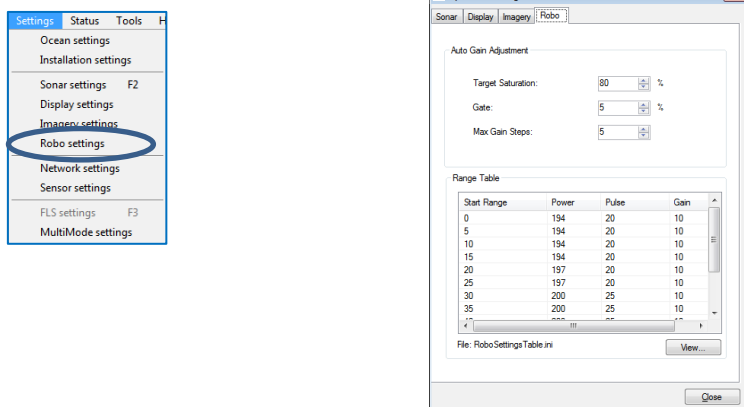 Settings Status Tools H
Ocean settings
Installation settings
Sonar settings F2
Display settings
Imagery settings
Robo settings
Network settings
Sensor settings
FLS settings F3
MultiMode settings
Sonar Display Imagery Robo
Auto Gain Adjustment
Target Saturation: 80 %
Gate: 5 %
Max Gain Steps: 5
Range Table
Start Range Power Pulse Gain
0 194 20 10
5 194 20 10
10 194 20 10
15 194 20 10
20 197 20 10
25 197 20 10
30 200 25 10
35 200 25 10
File: RoboSettingsTable.ini View...
Close